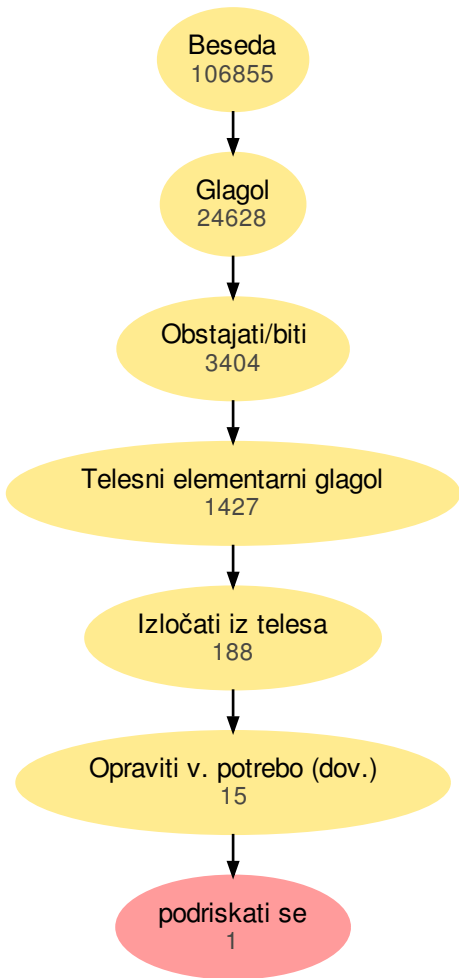 Beseda
106855
Glagol
24628
Obstajati/biti
3404
Telesni elementarni glagol
1427
Izločati iz telesa
188
Opraviti v. potrebo (dov.)
15
podriskati se
1